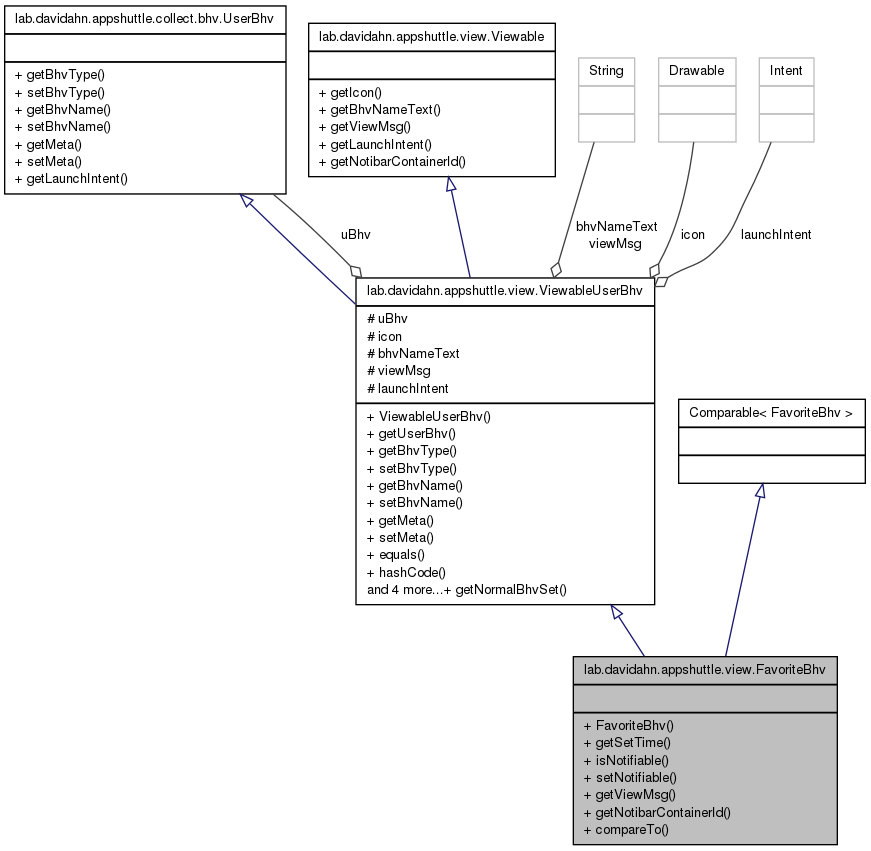 lab.davidahn.appshuttle.collect.bhv.UserBhv
+ getBhvType()
+ setBhvType()
+ getBhvName()
+ setBhvName()
+ getMeta()
+ setMeta()
+ getLaunchIntent()
lab.davidahn.appshuttle.view.Viewable
+ getIcon()
+ getBhvNameText()
+ getViewMsg()
+ getLaunchIntent()
+ getNotibarContainerId()
String
Drawable
Intent
uBhv
bhvNameText
viewMsg
icon
launchIntent
lab.davidahn.appshuttle.view.ViewableUserBhv
# uBhv
# icon
# bhvNameText
# viewMsg
# launchIntent
+ ViewableUserBhv()
+ getUserBhv()
+ getBhvType()
+ setBhvType()
+ getBhvName()
+ setBhvName()
+ getMeta()
+ setMeta()
+ equals()
+ hashCode()
and 4 more...+ getNormalBhvSet()
Comparable< FavoriteBhv >
lab.davidahn.appshuttle.view.FavoriteBhv
+ FavoriteBhv()
+ getSetTime()
+ isNotifiable()
+ setNotifiable()
+ getViewMsg()
+ getNotibarContainerId()
+ compareTo()